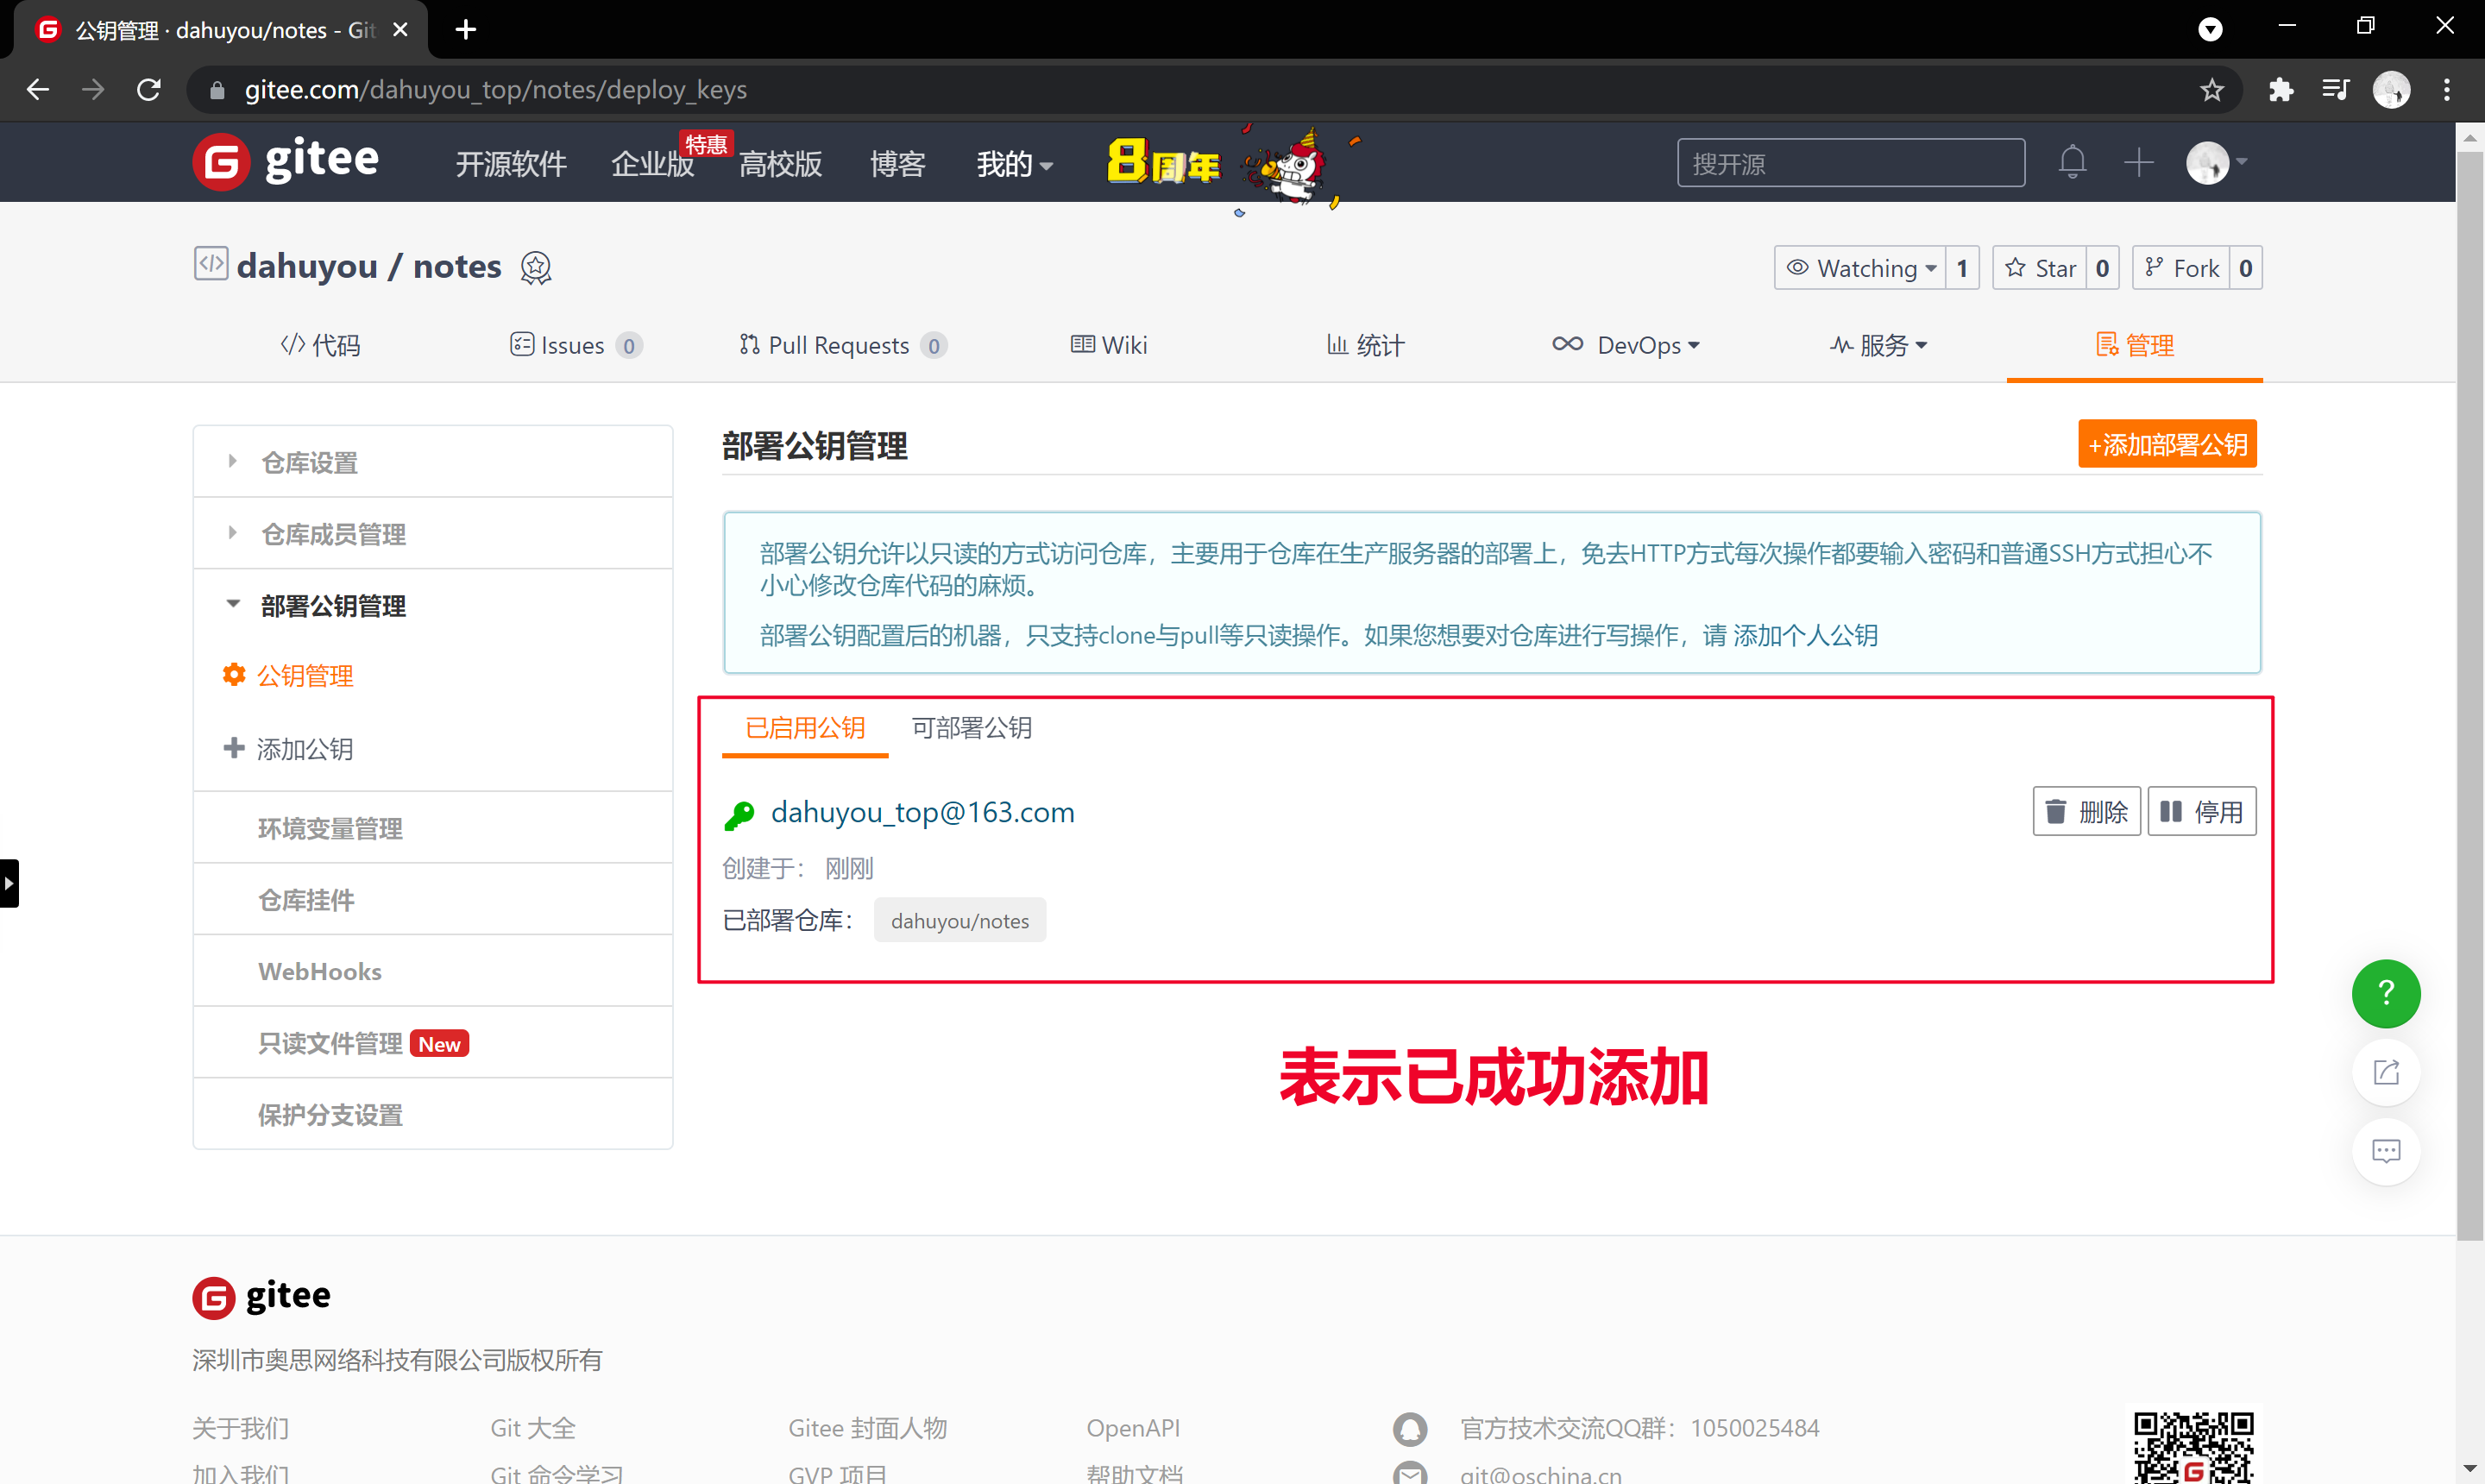 公钥管理 · dahuyou/notes - Git
gitee.com/dahuyou_top/notes/deploy_keys
gitee
开源软件
企业版
特惠
高校版
博客
我的
8周年
搜开源
dahuyou / notes
Watching 1
Star 0
Fork 0
代码
Issues 0
Pull Requests 0
Wiki
统计
DevOps
服务
管理
仓库设置
仓库成员管理
部署公钥管理
公钥管理
添加公钥
环境变量管理
仓库挂件
WebHooks
只读文件管理 New
保护分支设置
部署公钥管理
+添加部署公钥
部署公钥允许以只读的方式访问仓库，主要用于仓库在生产服务器的部署上，免去HTTP方式每次操作都要输入密码和普通SSH方式担心不
小心修改仓库代码的麻烦。
部署公钥配置后的机器，只支持clone与pull等只读操作。如果您想要对仓库进行写操作，请 添加个人公钥
已启用公钥
可部署公钥
dahuyou_top@163.com
删除
停用
创建于： 刚刚
已部署仓库： dahuyou/notes
表示已成功添加
gitee
深圳市奥思网络科技有限公司版权所有
关于我们
Git 大全
Gitee 封面人物
OpenAPI
官方技术交流QQ群：1050025484
加入我们
Git 命令学习
GVP 项目
帮助文档
git@oschina.cn